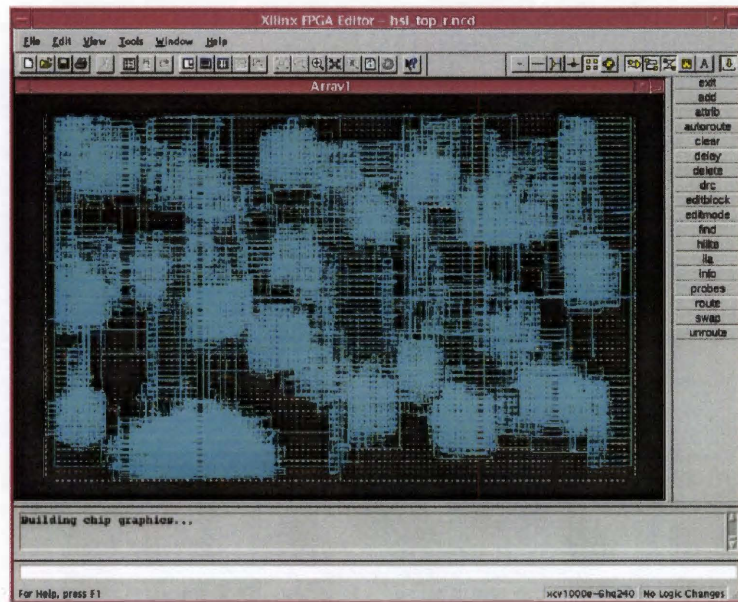 Xilinx FPGA Editor - hsl_top_r.ncd
File Edit View Tools Window Help
A
Array1
exit
add
attrib
autoroute
clear
delay
delete
drc
editblock
editmode
find
hilite
ila
info
probes
route
swap
unroute
Building chip graphics...
For Help, press F1
xcv1000e-6hq240 No Logic Changes